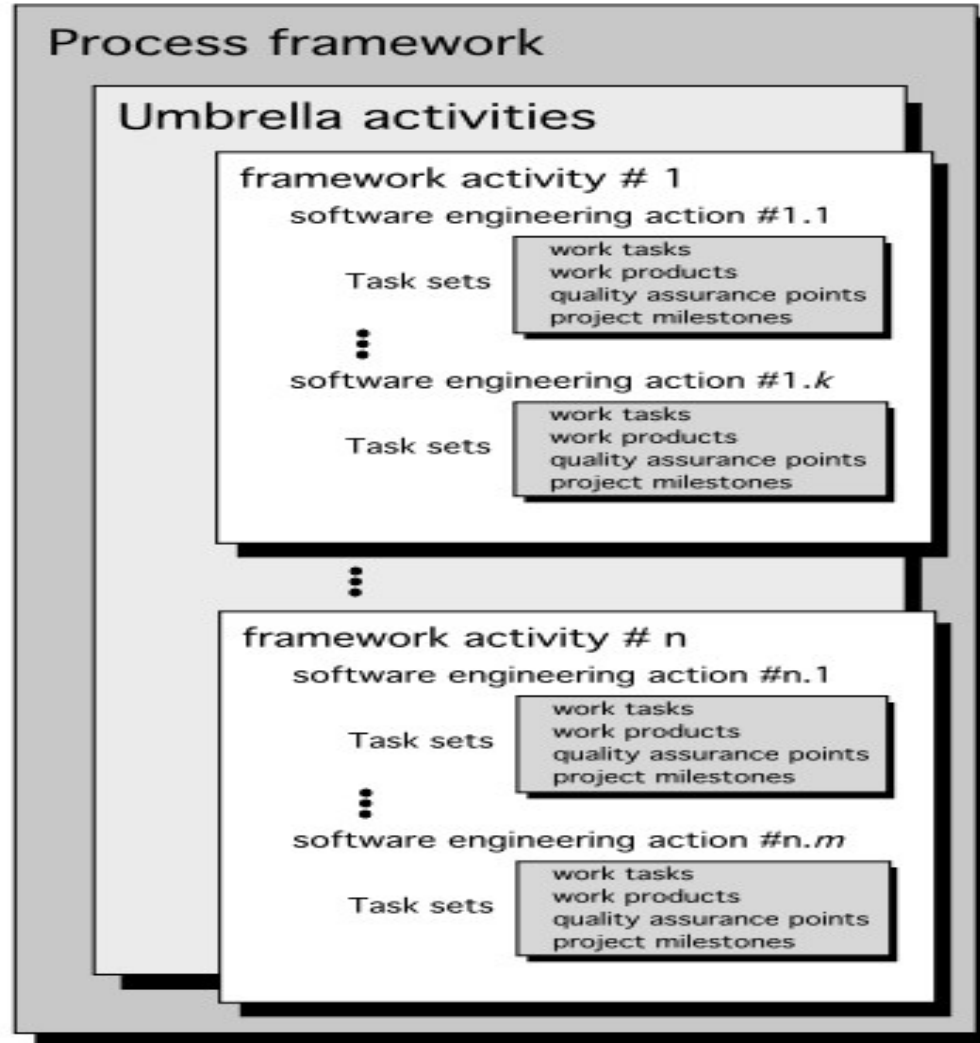 Process framework
Umbrella activities
framework activity # 1
software engineering action #1.1
Task sets
work tasks
work products
quality assurance points
project milestones
software engineering action #1.k
Task sets
work tasks
work products
quality assurance points
project milestones
framework activity # n
software engineering action #n.1
Task sets
work tasks
work products
quality assurance points
project milestones
software engineering action #n.m
Task sets
work tasks
work products
quality assurance points
project milestones